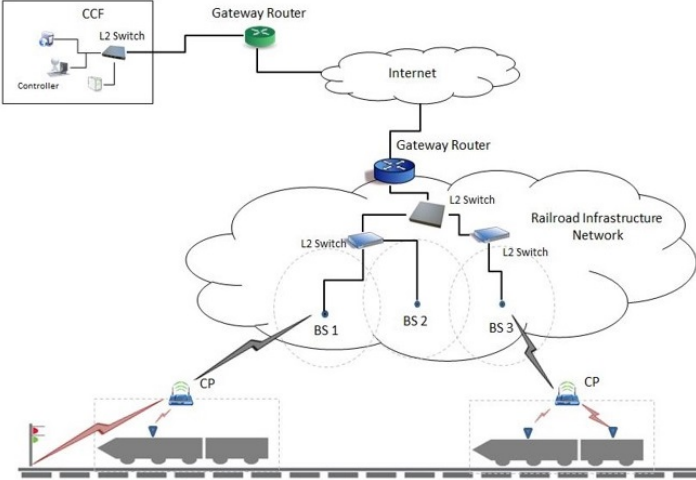 CCF
L2 Switch
Controller
Gateway Router
Internet
Gateway Router
L2 Switch
Railroad Infrastructure
Network
L2 Switch
L2 Switch
BS 1
BS 2
BS 3
CP
CP